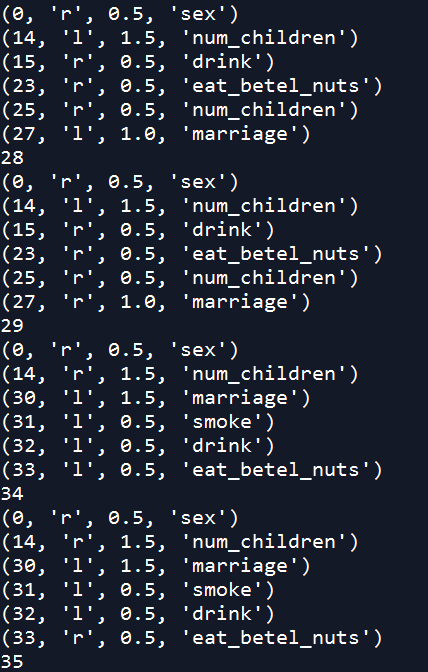 (0, 'r', 0.5, 'sex')
(14, 'l', 1.5, 'num_children')
(15, 'r', 0.5, 'drink')
(23, 'r', 0.5, 'eat_betel_nuts')
(25, 'r', 0.5, 'num_children')
(27, 'l', 1.0, 'marriage')
28
(0, 'r', 0.5, 'sex')
(14, 'l', 1.5, 'num_children')
(15, 'r', 0.5, 'drink')
(23, 'r', 0.5, 'eat_betel_nuts')
(25, 'r', 0.5, 'num_children')
(27, 'r', 1.0, 'marriage')
29
(0, 'r', 0.5, 'sex')
(14, 'r', 1.5, 'num_children')
(30, 'l', 1.5, 'marriage')
(31, 'l', 0.5, 'smoke')
(32, 'l', 0.5, 'drink')
(33, 'l', 0.5, 'eat_betel_nuts')
34
(0, 'r', 0.5, 'sex')
(14, 'r', 1.5, 'num_children')
(30, 'l', 1.5, 'marriage')
(31, 'l', 0.5, 'smoke')
(32, 'l', 0.5, 'drink')
(33, 'r', 0.5, 'eat_betel_nuts')
35